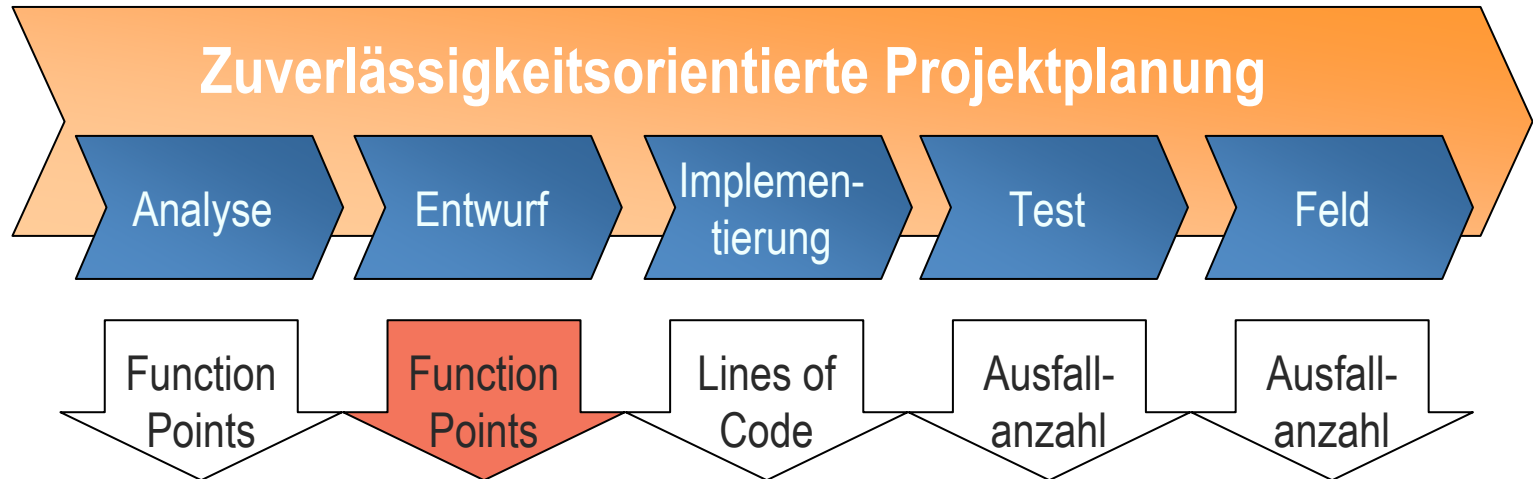 Zuverlässigkeitsorientierte Projektplanung
Analyse
Entwurf
Implemen-
tierung
Test
Feld
Function
Points
Function
Points
Lines of
Code
Ausfall-
anzahl
Ausfall-
anzahl